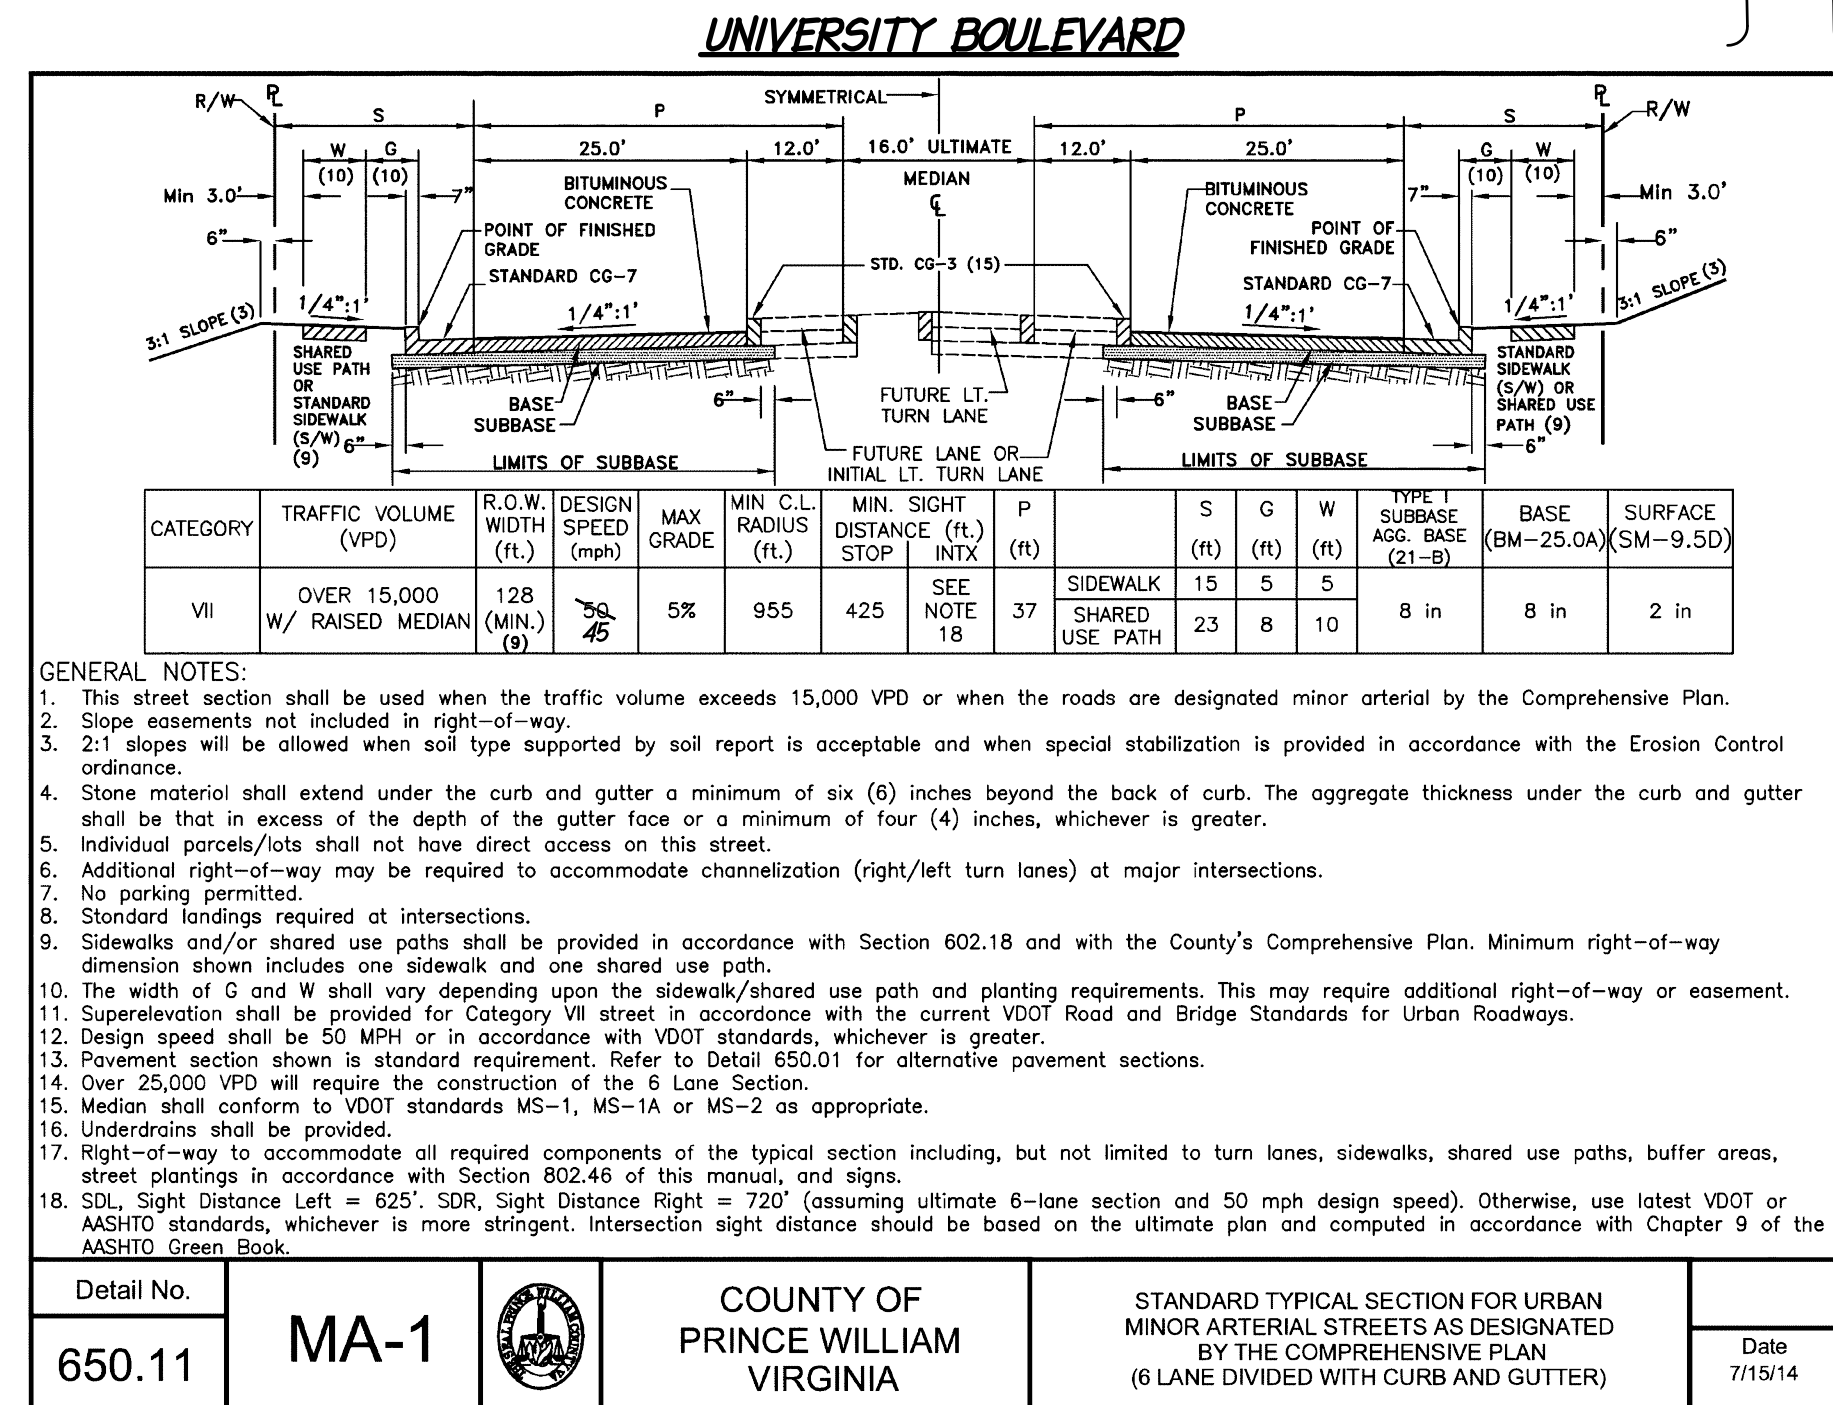 UNIVERSITY BOULEVARD
R/W
PL
S
P
SYMMETRICAL
P
S
PL
R/W
W
G
25.0'
12.0'
16.0' ULTIMATE
MEDIAN
CL
12.0'
25.0'
G
W
(10)
(10)
(10)
(10)
Min 3.0'
7"
BITUMINOUS
CONCRETE
BITUMINOUS
CONCRETE
7"
Min 3.0'
6"
POINT OF FINISHED
GRADE
POINT OF
FINISHED GRADE
6"
STANDARD CG-7
STD. CG-3 (15)
STANDARD CG-7
3:1 SLOPE (3)
1/4":1'
1/4":1'
1/4":1'
1/4":1'
3:1 SLOPE (3)
SHARED
USE PATH
OR
STANDARD
SIDEWALK
(S/W)
(9)
6"
BASE
SUBBASE
6"
FUTURE LT.
TURN LANE
FUTURE LANE OR
INITIAL LT. TURN LANE
6"
BASE
SUBBASE
STANDARD
SIDEWALK
(S/W) OR
SHARED USE
PATH (9)
6"
LIMITS OF SUBBASE
LIMITS OF SUBBASE
CATEGORY
TRAFFIC VOLUME
(VPD)
R.O.W.
WIDTH
(ft.)
DESIGN
SPEED
(mph)
MAX
GRADE
MIN C.L.
RADIUS
(ft.)
MIN. SIGHT
DISTANCE (ft.)
STOP
INTX
P
(ft)
S
(ft)
G
(ft)
W
(ft)
TYPE I
SUBBASE
AGG. BASE
(21-B)
BASE
(BM-25.0A)
SURFACE
(SM-9.5D)
VII
OVER 15,000
W/ RAISED MEDIAN
128
(MIN.)
(9)
50
45
5%
955
425
SEE
NOTE
18
37
SIDEWALK
15
5
5
SHARED
USE PATH
23
8
10
8 in
8 in
2 in
GENERAL NOTES:
1. This street section shall be used when the traffic volume exceeds 15,000 VPD or when the roads are designated minor arterial by the Comprehensive Plan.
2. Slope easements not included in right-of-way.
3. 2:1 slopes will be allowed when soil type supported by soil report is acceptable and when special stabilization is provided in accordance with the Erosion Control
ordinance.
4. Stone material shall extend under the curb and gutter a minimum of six (6) inches beyond the back of curb. The aggregate thickness under the curb and gutter
shall be that in excess of the depth of the gutter face or a minimum of four (4) inches, whichever is greater.
5. Individual parcels/lots shall not have direct access on this street.
6. Additional right-of-way may be required to accommodate channelization (right/left turn lanes) at major intersections.
7. No parking permitted.
8. Standard landings required at intersections.
9. Sidewalks and/or shared use paths shall be provided in accordance with Section 602.18 and with the County's Comprehensive Plan. Minimum right-of-way
dimension shown includes one sidewalk and one shared use path.
10. The width of G and W shall vary depending upon the sidewalk/shared use path and planting requirements. This may require additional right-of-way or easement.
11. Superelevation shall be provided for Category VII street in accordance with the current VDOT Road and Bridge Standards for Urban Roadways.
12. Design speed shall be 50 MPH or in accordance with VDOT standards, whichever is greater.
13. Pavement section shown is standard requirement. Refer to Detail 650.01 for alternative pavement sections.
14. Over 25,000 VPD will require the construction of the 6 Lane Section.
15. Median shall conform to VDOT standards MS-1, MS-1A or MS-2 as appropriate.
16. Underdrains shall be provided.
17. Right-of-way to accommodate all required components of the typical section including, but not limited to turn lanes, sidewalks, shared use paths, buffer areas,
street plantings in accordance with Section 802.46 of this manual, and signs.
18. SDL, Sight Distance Left = 625'. SDR, Sight Distance Right = 720' (assuming ultimate 6-lane section and 50 mph design speed). Otherwise, use latest VDOT or
AASHTO standards, whichever is more stringent. Intersection sight distance should be based on the ultimate plan and computed in accordance with Chapter 9 of the
AASHTO Green Book.
Detail No.
650.11
MA-1
COUNTY OF
PRINCE WILLIAM
VIRGINIA
STANDARD TYPICAL SECTION FOR URBAN
MINOR ARTERIAL STREETS AS DESIGNATED
BY THE COMPREHENSIVE PLAN
(6 LANE DIVIDED WITH CURB AND GUTTER)
Date
7/15/14